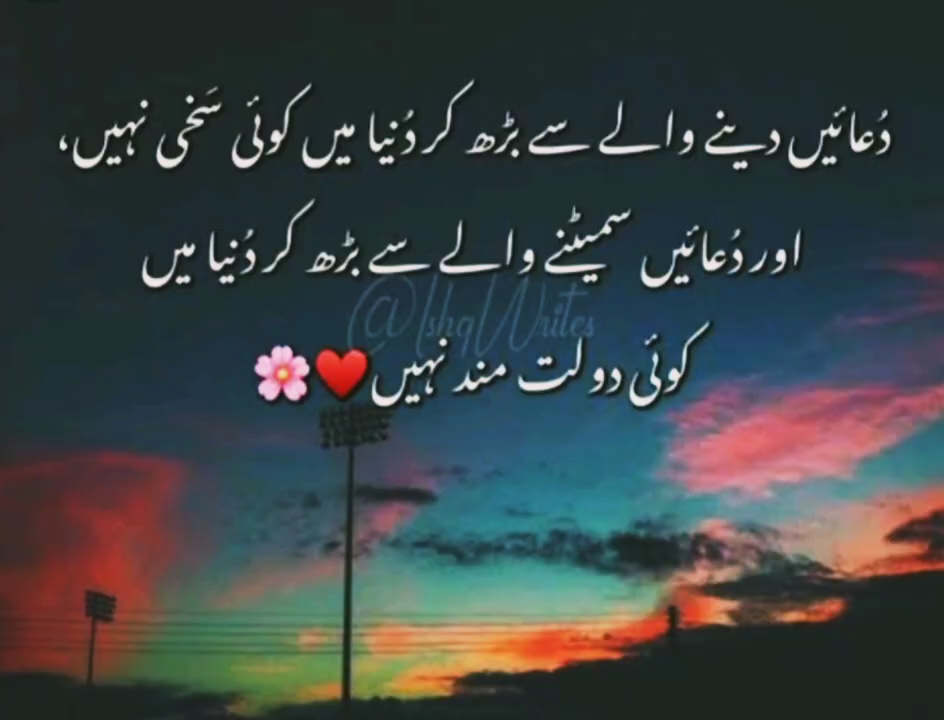 دُعائیں دینے والے سے بڑھ کر دُنیا میں کوئی سَخی نہیں،
اور دُعائیں سمیٹنے والے سے بڑھ کر دُنیا میں
@IshqWrites
کوئی دولت مند نہیں❤️🌸